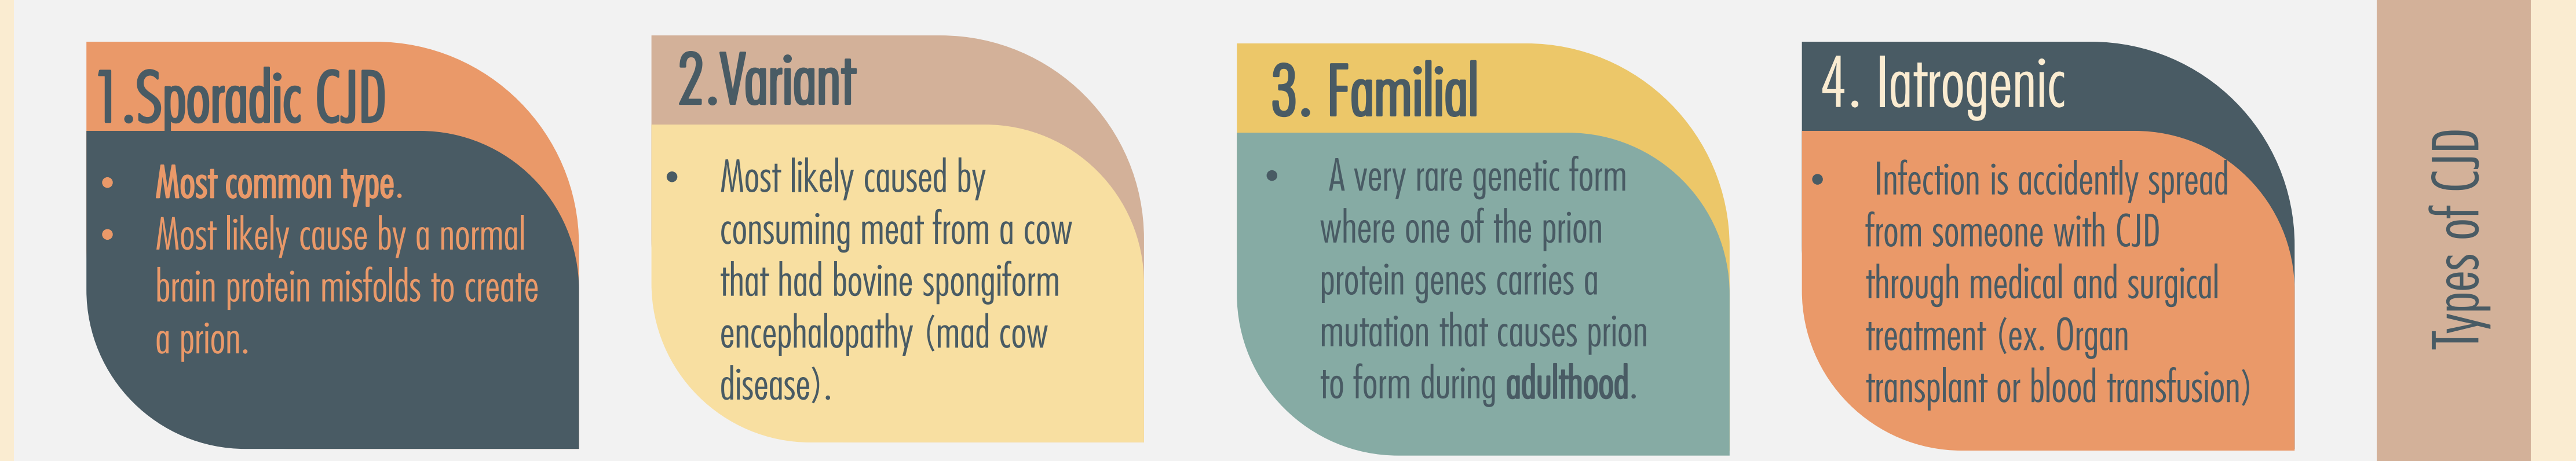 1.Sporadic CJD
• Most common type.
• Most likely cause by a normal
brain protein misfolds to create
a prion.
2.Variant
• Most likely caused by
consuming meat from a cow
that had bovine spongiform
encephalopathy (mad cow
disease).
3. Familial
• A very rare genetic form
where one of the prion
protein genes carries a
mutation that causes prion
to form during adulthood.
4. Iatrogenic
• Infection is accidently spread
from someone with CJD
through medical and surgical
treatment (ex. Organ
transplant or blood transfusion)
Types of CJD